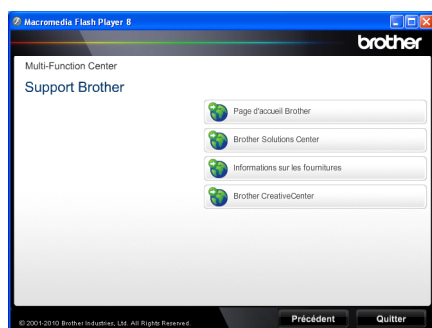 Macromedia Flash Player 8
brother
Multi-Function Center
Support Brother
Page d'accueil Brother
Brother Solutions Center
Informations sur les fournitures
Brother CreativeCenter
© 2001-2010 Brother Industries, Ltd. All Rights Reserved.
Précédent
Quitter